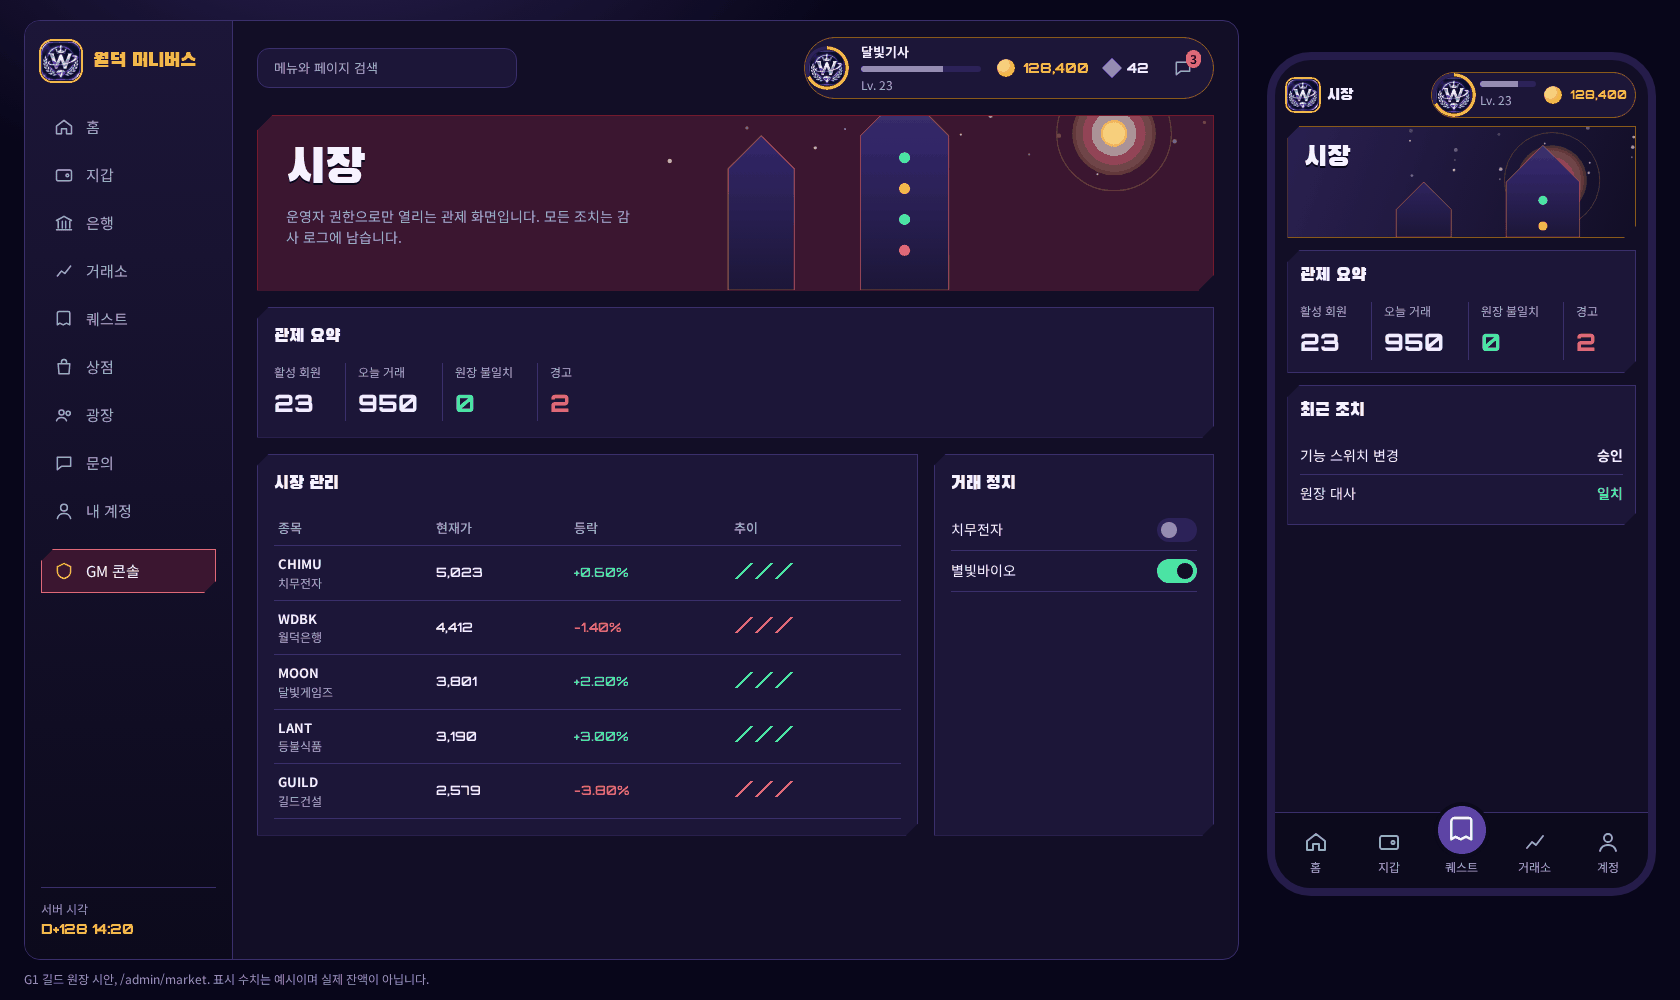 월덕 머니버스
홈
지갑
은행
거래소
퀘스트
상점
광장
문의
내 계정
GM 콘솔
서버 시각
D+128 14:20
메뉴와 페이지 검색
달빛기사
Lv. 23
128,400
42
3
시장
운영자 권한으로만 열리는 관제 화면입니다. 모든 조치는 감
사 로그에 남습니다.
관제 요약
활성 회원 오늘 거래 원장 불일치 경고
23 950 0 2
시장 관리
종목 현재가 등락 추이
CHIMU
치무전자
5,023 +0.60%
WDBK
월덕은행
4,412 -1.40%
MOON
달빛게임즈
3,801 +2.20%
LANT
등불식품
3,190 +3.00%
GUILD
길드건설
2,579 -3.80%
거래 정지
치무전자
별빛바이오
W
시장
Lv. 23
128,400
시장
관제 요약
활성 회원 오늘 거래 원장 불일치 경고
23 950 0 2
최근 조치
기능 스위치 변경 승인
원장 대사 일치
홈 지갑 퀘스트 거래소 계정
G1 길드 원장 시안, /admin/market. 표시 수치는 예시이며 실제 잔액이 아닙니다.